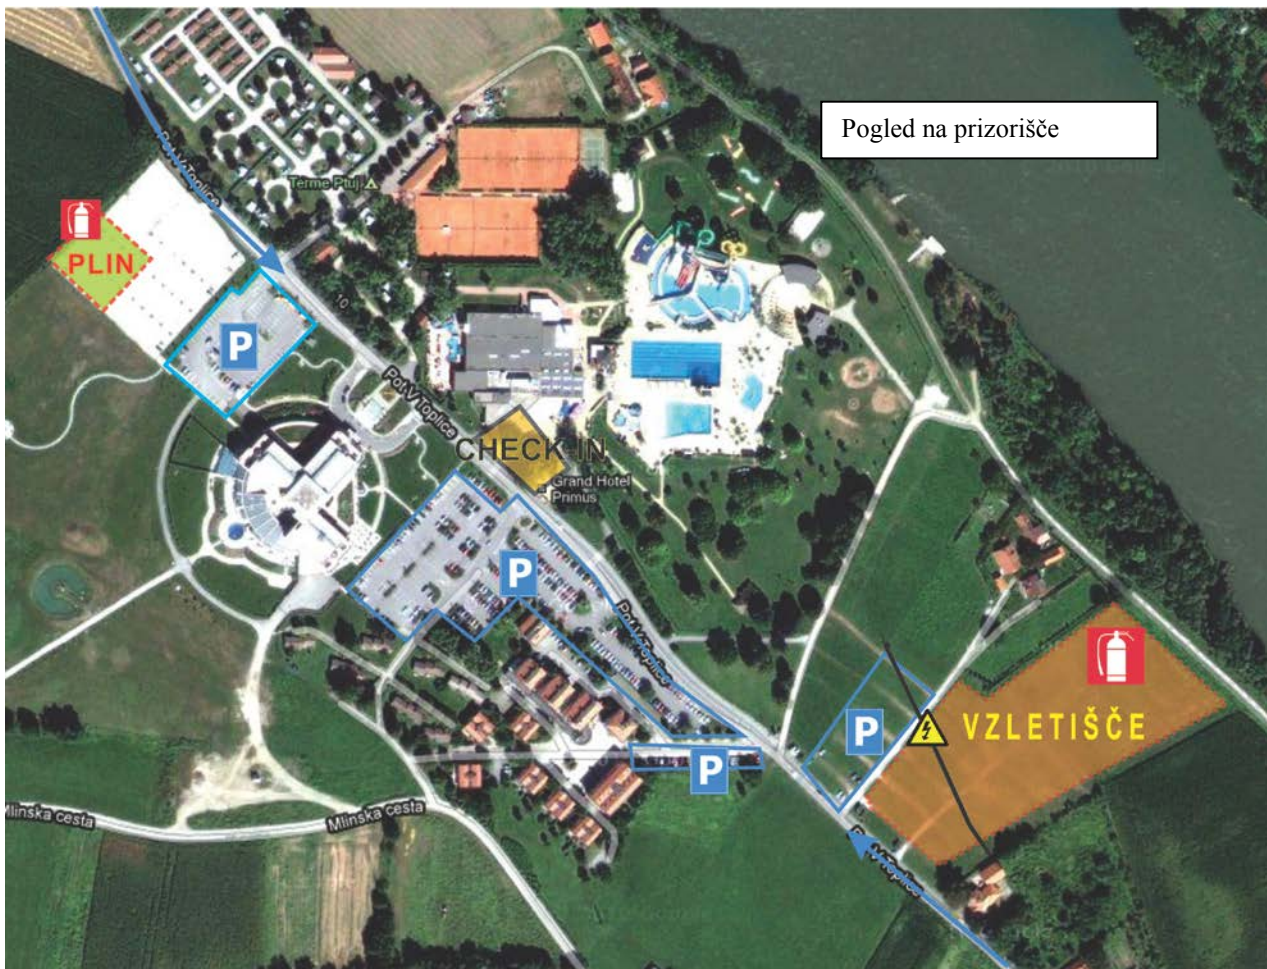 Pogled na prizorišče
Pot V Toplice
Terme Ptuj
PLIN
10
P
Pot V Toplice
CHECK-IN
Grand Hotel
Primus
P
Pot V Toplice
P
VZLETIŠČE
P
Mlinska cesta
Mlinska cesta
Pot V Toplice